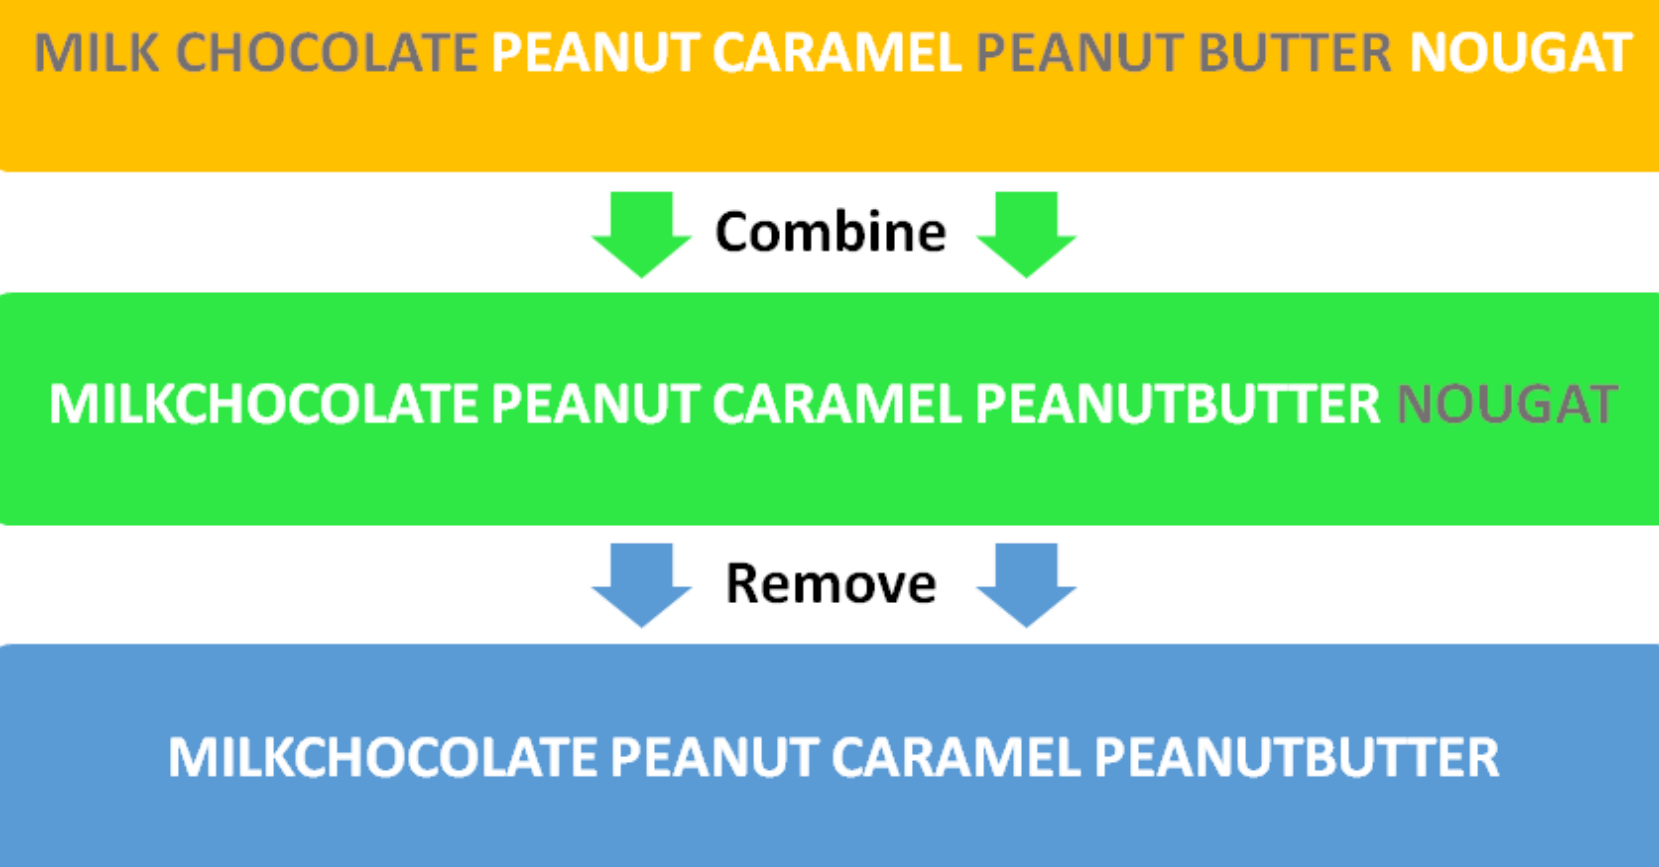 MILK CHOCOLATE PEANUT CARAMEL PEANUT BUTTER NOUGAT
Combine
MILKCHOCOLATE PEANUT CARAMEL PEANUTBUTTER NOUGAT
Remove
MILKCHOCOLATE PEANUT CARAMEL PEANUTBUTTER